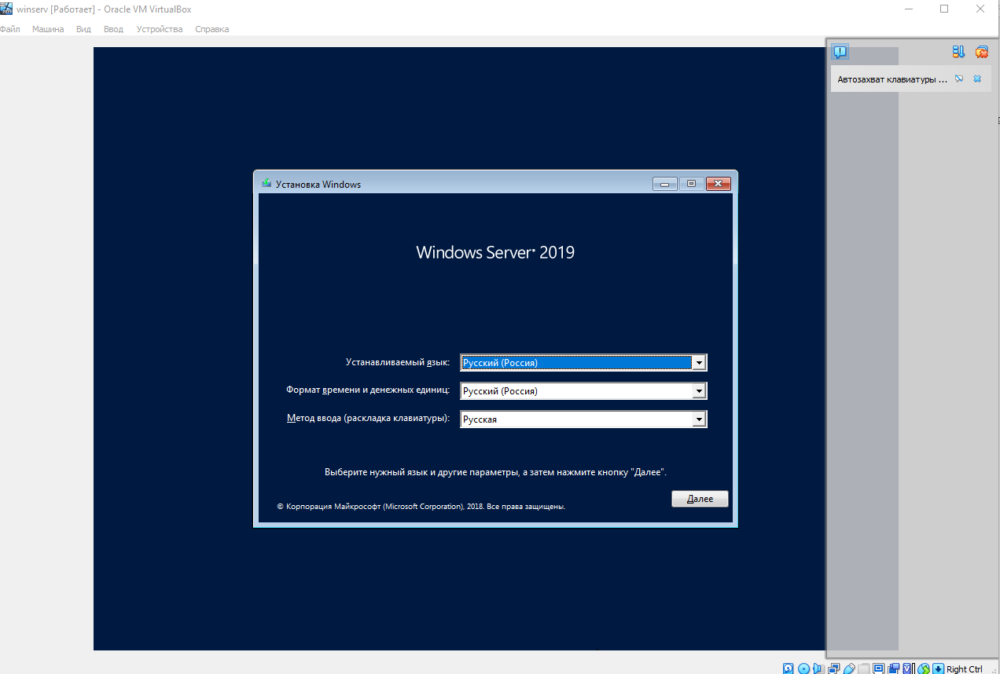 winserv [Работает] - Oracle VM VirtualBox
Файл Машина Вид Ввод Устройства Справка
Автозахват клавиатуры ...
Установка Windows
Windows Server 2019
Устанавливаемый язык: Русский (Россия)
Формат времени и денежных единиц: Русский (Россия)
Метод ввода (раскладка клавиатуры): Русская
Выберите нужный язык и другие параметры, а затем нажмите кнопку "Далее".
Далее
© Корпорация Майкрософт (Microsoft Corporation), 2018. Все права защищены.
Right Ctrl